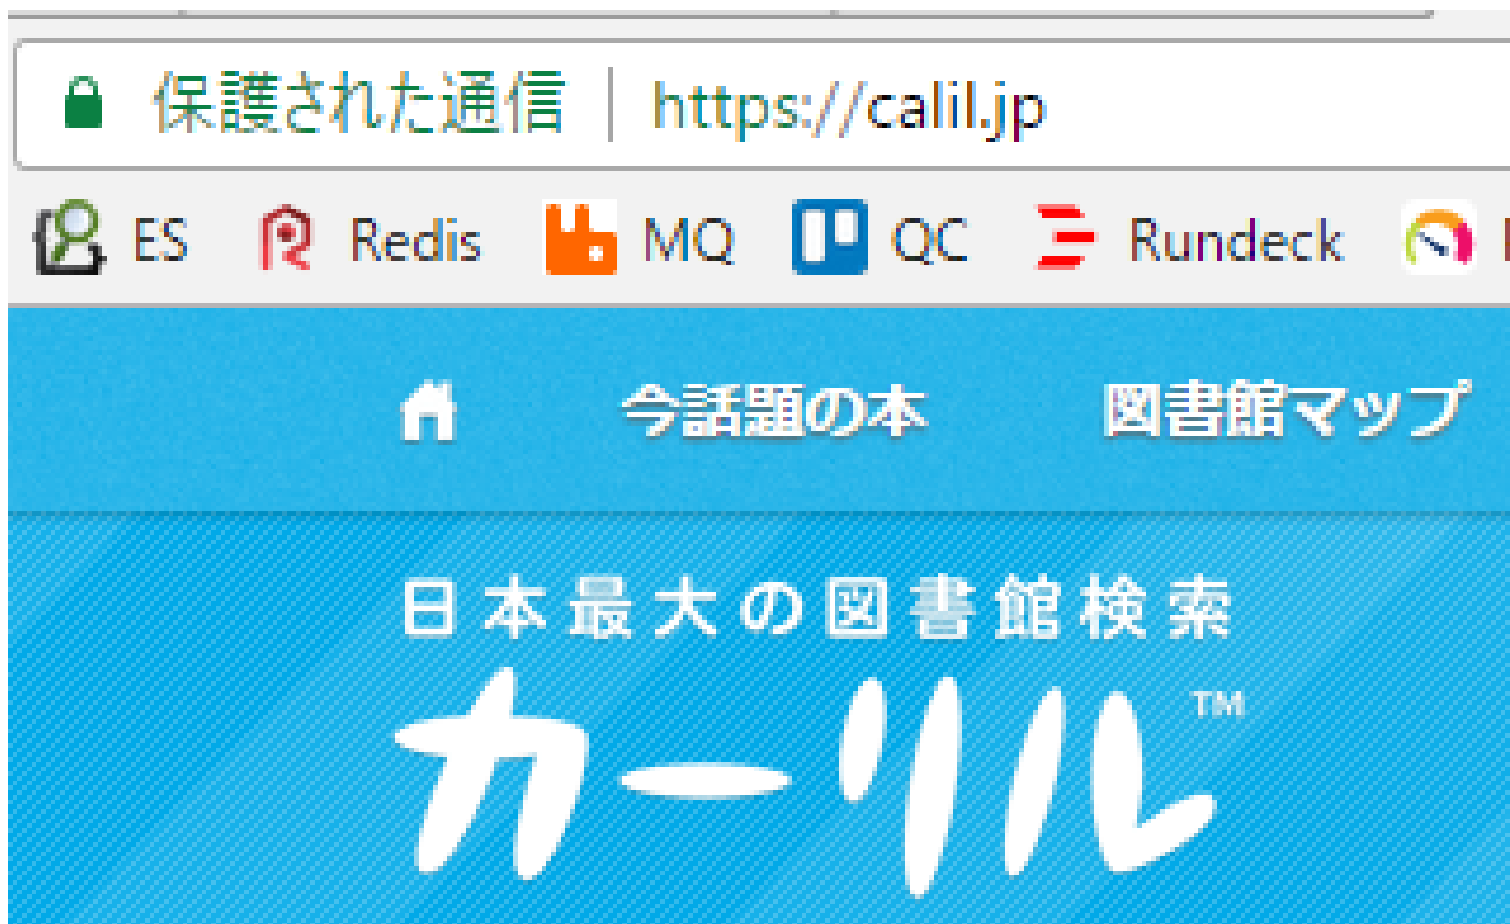 保護された通信 | https://calil.jp
ES Redis MQ QC Rundeck
今話題の本 図書館マップ
日本最大の図書館検索
カーリル™